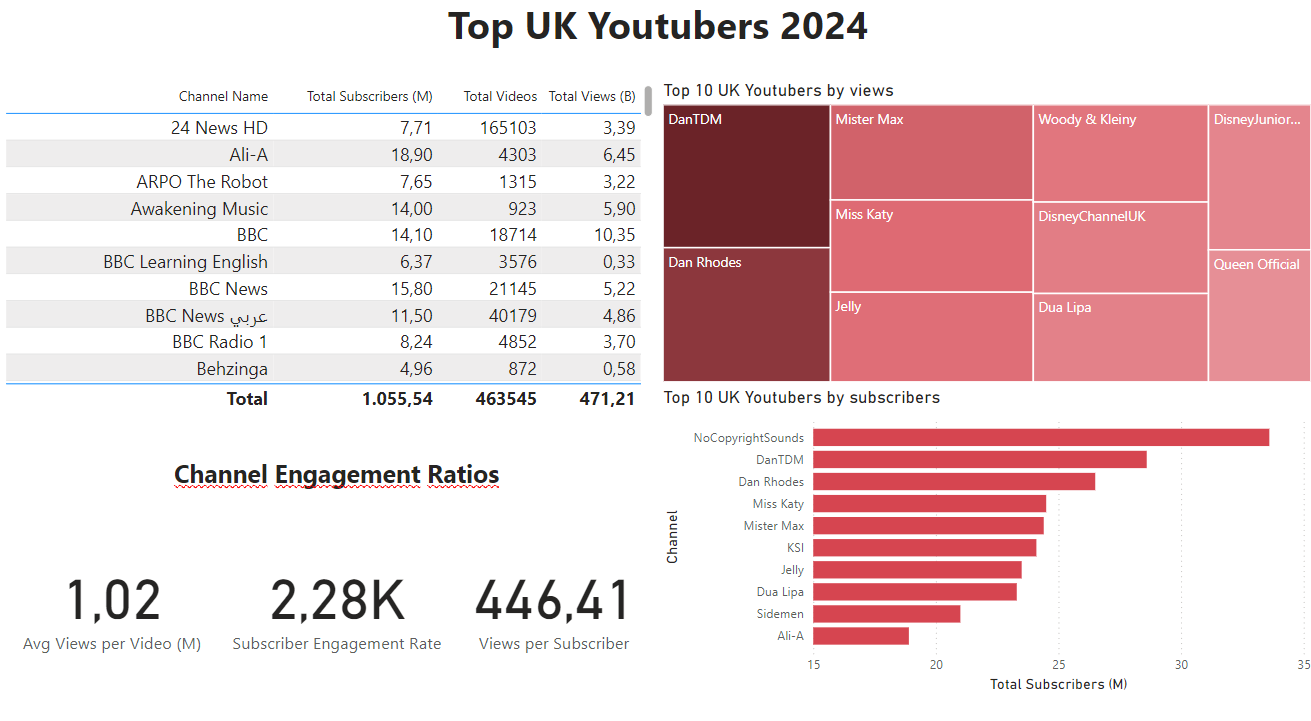 Top UK Youtubers 2024
Channel Name Total Subscribers (M) Total Videos Total Views (B)
24 News HD 7,71 165103 3,39
Ali-A 18,90 4303 6,45
ARPO The Robot 7,65 1315 3,22
Awakening Music 14,00 923 5,90
BBC 14,10 18714 10,35
BBC Learning English 6,37 3576 0,33
BBC News 15,80 21145 5,22
BBC News عربي 11,50 40179 4,86
BBC Radio 1 8,24 4852 3,70
Behzinga 4,96 872 0,58
Total 1.055,54 463545 471,21
Channel Engagement Ratios
1,02
Avg Views per Video (M)
2,28K
Subscriber Engagement Rate
446,41
Views per Subscriber
Top 10 UK Youtubers by views
DanTDM
Dan Rhodes
Mister Max
Miss Katy
Jelly
Woody & Kleiny
DisneyChannelUK
Dua Lipa
DisneyJunior...
Queen Official
Top 10 UK Youtubers by subscribers
Channel
NoCopyrightSounds
DanTDM
Dan Rhodes
Miss Katy
Mister Max
KSI
Jelly
Dua Lipa
Sidemen
Ali-A
15 20 25 30 35
Total Subscribers (M)